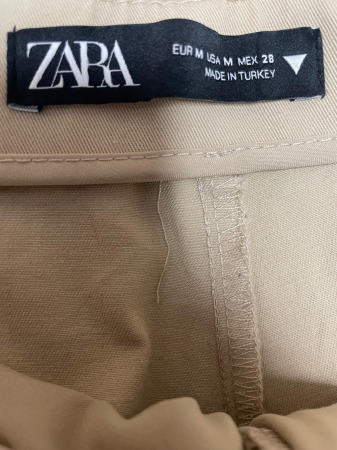 ZARA
EUR M USA M MEX 28
MADE IN TURKEY